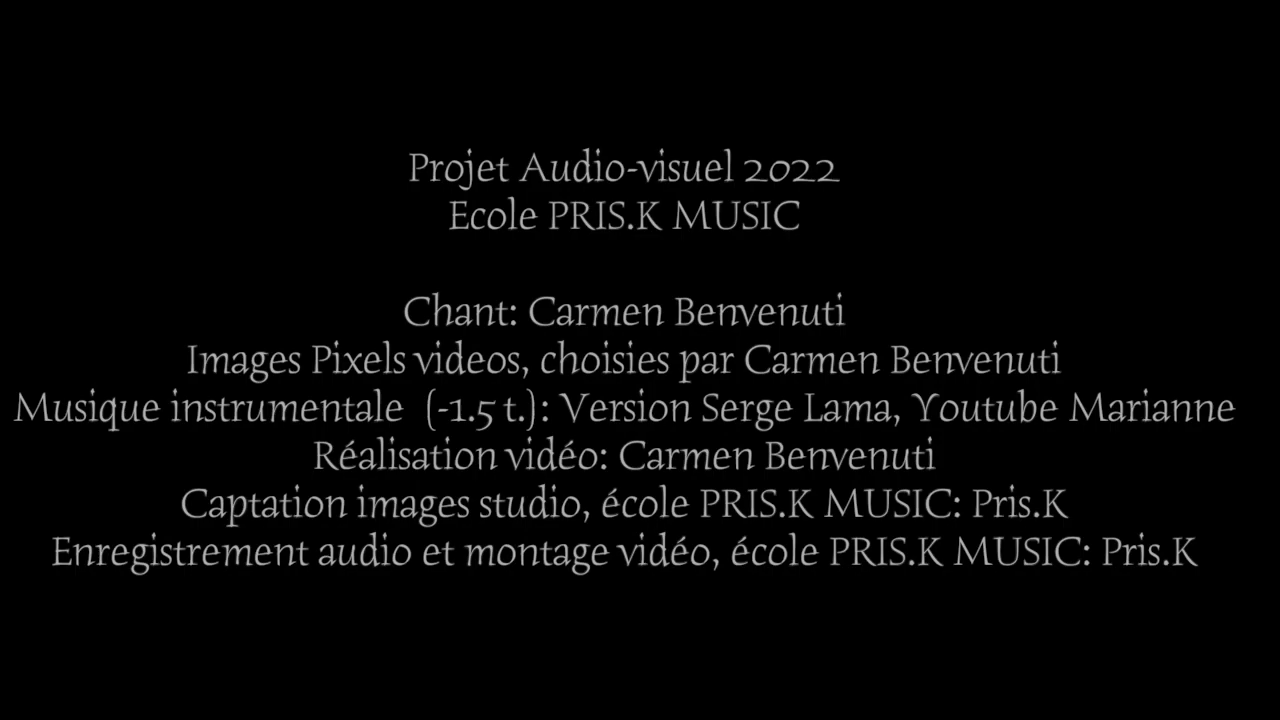 Projet Audio-visuel 2022
Ecole PRIS.K MUSIC
Chant: Carmen Benvenuti
Images Pixels videos, choisies par Carmen Benvenuti
Musique instrumentale (-1.5 t.): Version Serge Lama, Youtube Marianne
Réalisation vidéo: Carmen Benvenuti
Captation images studio, école PRIS.K MUSIC: Pris.K
Enregistrement audio et montage vidéo, école PRIS.K MUSIC: Pris.K